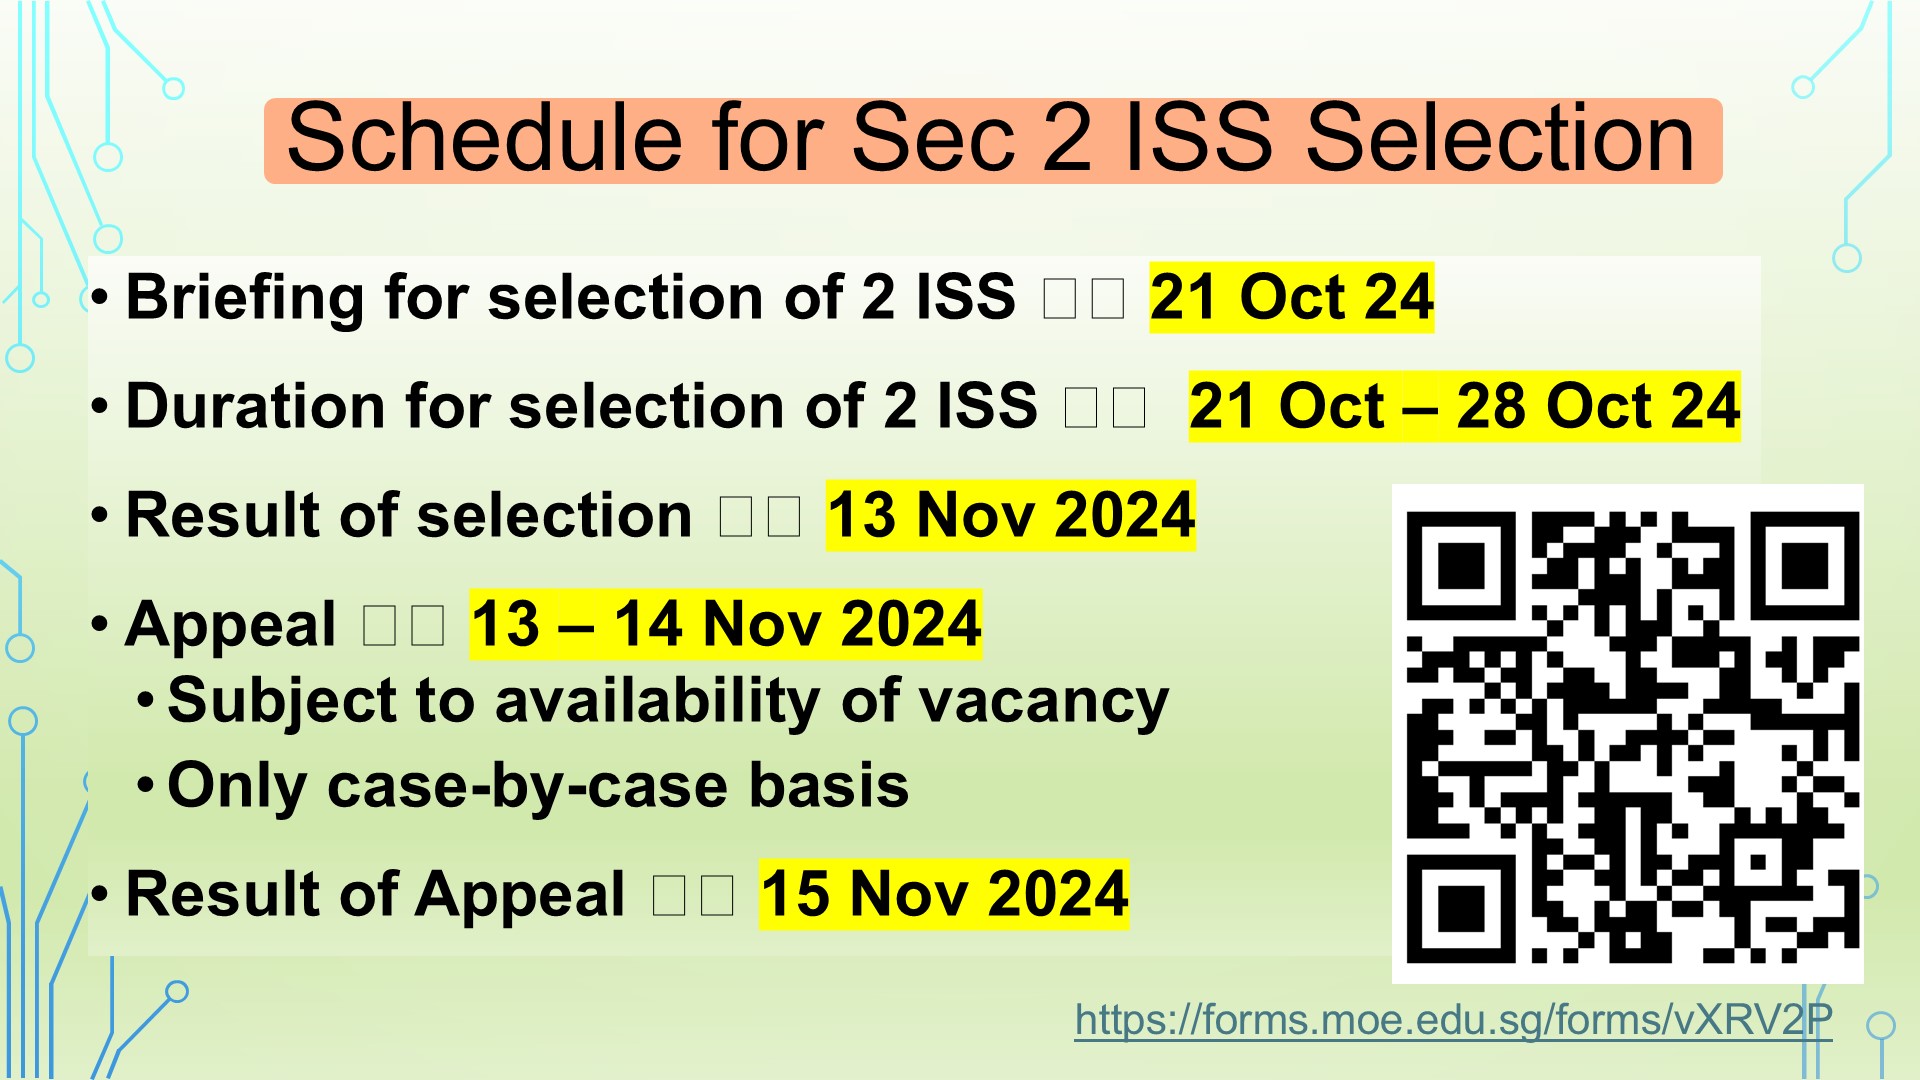 Schedule for Sec 2 ISS Selection
• Briefing for selection of 2 ISS 21 Oct 24
• Duration for selection of 2 ISS 21 Oct – 28 Oct 24
• Result of selection 13 Nov 2024
• Appeal 13 – 14 Nov 2024
• Subject to availability of vacancy
• Only case-by-case basis
• Result of Appeal 15 Nov 2024
https://forms.moe.edu.sg/forms/vXRV2P